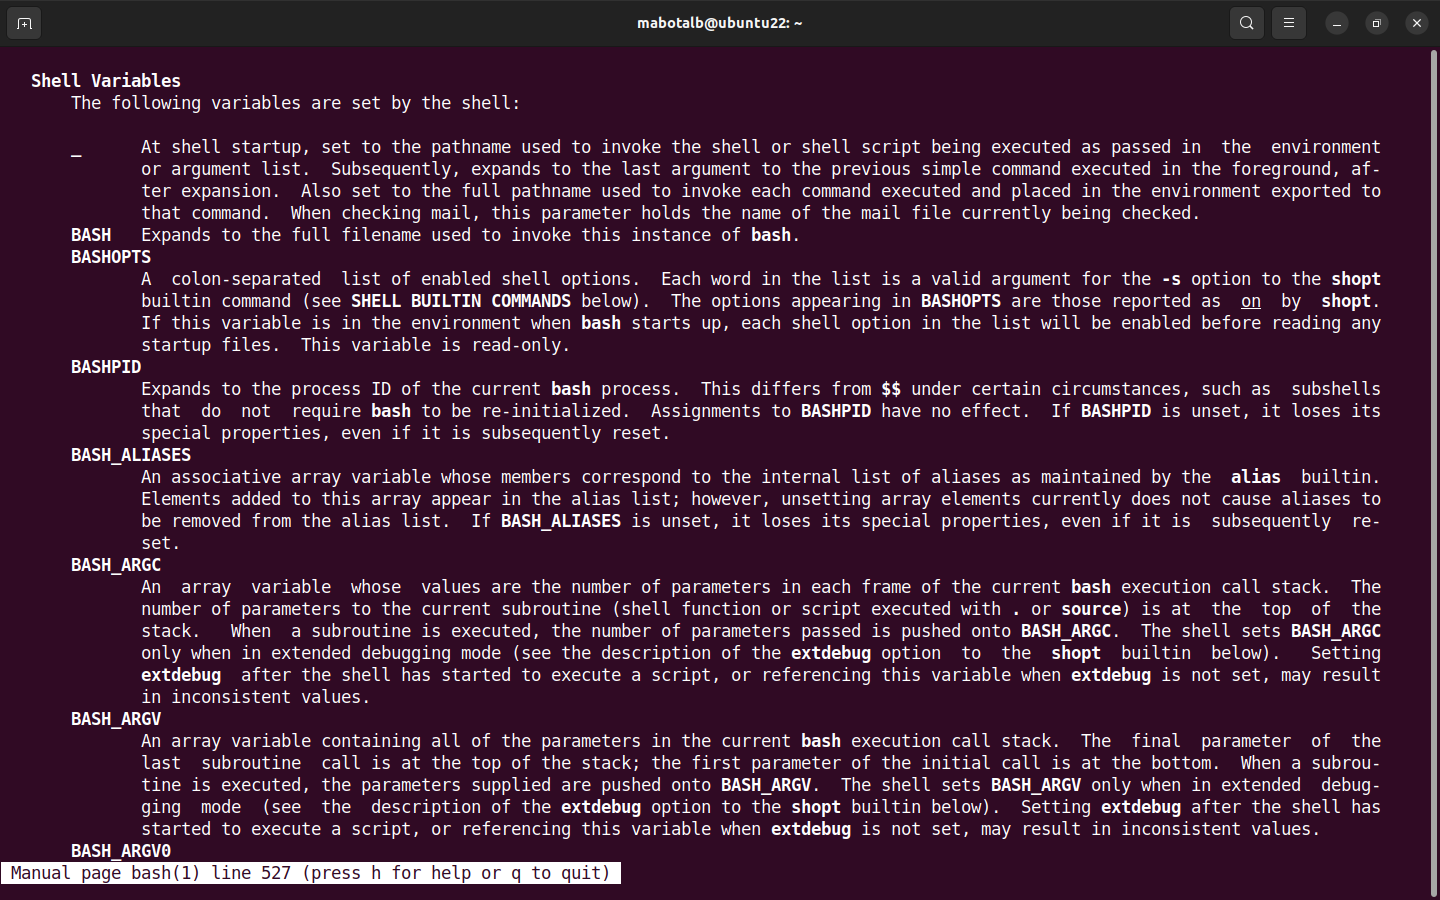 mabotalb@ubuntu22: ~
Shell Variables
The following variables are set by the shell:
_      At shell startup, set to the pathname used to invoke the shell or shell script being executed as passed in  the  environment
or argument list.  Subsequently, expands to the last argument to the previous simple command executed in the foreground, af-
ter expansion.  Also set to the full pathname used to invoke each command executed and placed in the environment exported to
that command.  When checking mail, this parameter holds the name of the mail file currently being checked.
BASH   Expands to the full filename used to invoke this instance of bash.
BASHOPTS
A  colon-separated  list of enabled shell options.  Each word in the list is a valid argument for the -s option to the shopt
builtin command (see SHELL BUILTIN COMMANDS below).  The options appearing in BASHOPTS are those reported as  on  by  shopt.
If this variable is in the environment when bash starts up, each shell option in the list will be enabled before reading any
startup files.  This variable is read-only.
BASHPID
Expands to the process ID of the current bash process.  This differs from $$ under certain circumstances, such as  subshells
that  do  not  require bash to be re-initialized.  Assignments to BASHPID have no effect.  If BASHPID is unset, it loses its
special properties, even if it is subsequently reset.
BASH_ALIASES
An associative array variable whose members correspond to the internal list of aliases as maintained by the  alias  builtin.
Elements added to this array appear in the alias list; however, unsetting array elements currently does not cause aliases to
be removed from the alias list.  If BASH_ALIASES is unset, it loses its special properties, even if it is  subsequently  re-
set.
BASH_ARGC
An  array  variable  whose  values are the number of parameters in each frame of the current bash execution call stack.  The
number of parameters to the current subroutine (shell function or script executed with . or source) is at  the  top  of  the
stack.   When  a subroutine is executed, the number of parameters passed is pushed onto BASH_ARGC.  The shell sets BASH_ARGC
only when in extended debugging mode (see the description of the extdebug option  to  the  shopt  builtin  below).   Setting
extdebug  after the shell has started to execute a script, or referencing this variable when extdebug is not set, may result
in inconsistent values.
BASH_ARGV
An array variable containing all of the parameters in the current bash execution call stack.  The  final  parameter  of  the
last  subroutine  call is at the top of the stack; the first parameter of the initial call is at the bottom.  When a subrou-
tine is executed, the parameters supplied are pushed onto BASH_ARGV.  The shell sets BASH_ARGV only when in extended  debug-
ging  mode  (see  the  description of the extdebug option to the shopt builtin below).  Setting extdebug after the shell has
started to execute a script, or referencing this variable when extdebug is not set, may result in inconsistent values.
BASH_ARGV0
Manual page bash(1) line 527 (press h for help or q to quit)